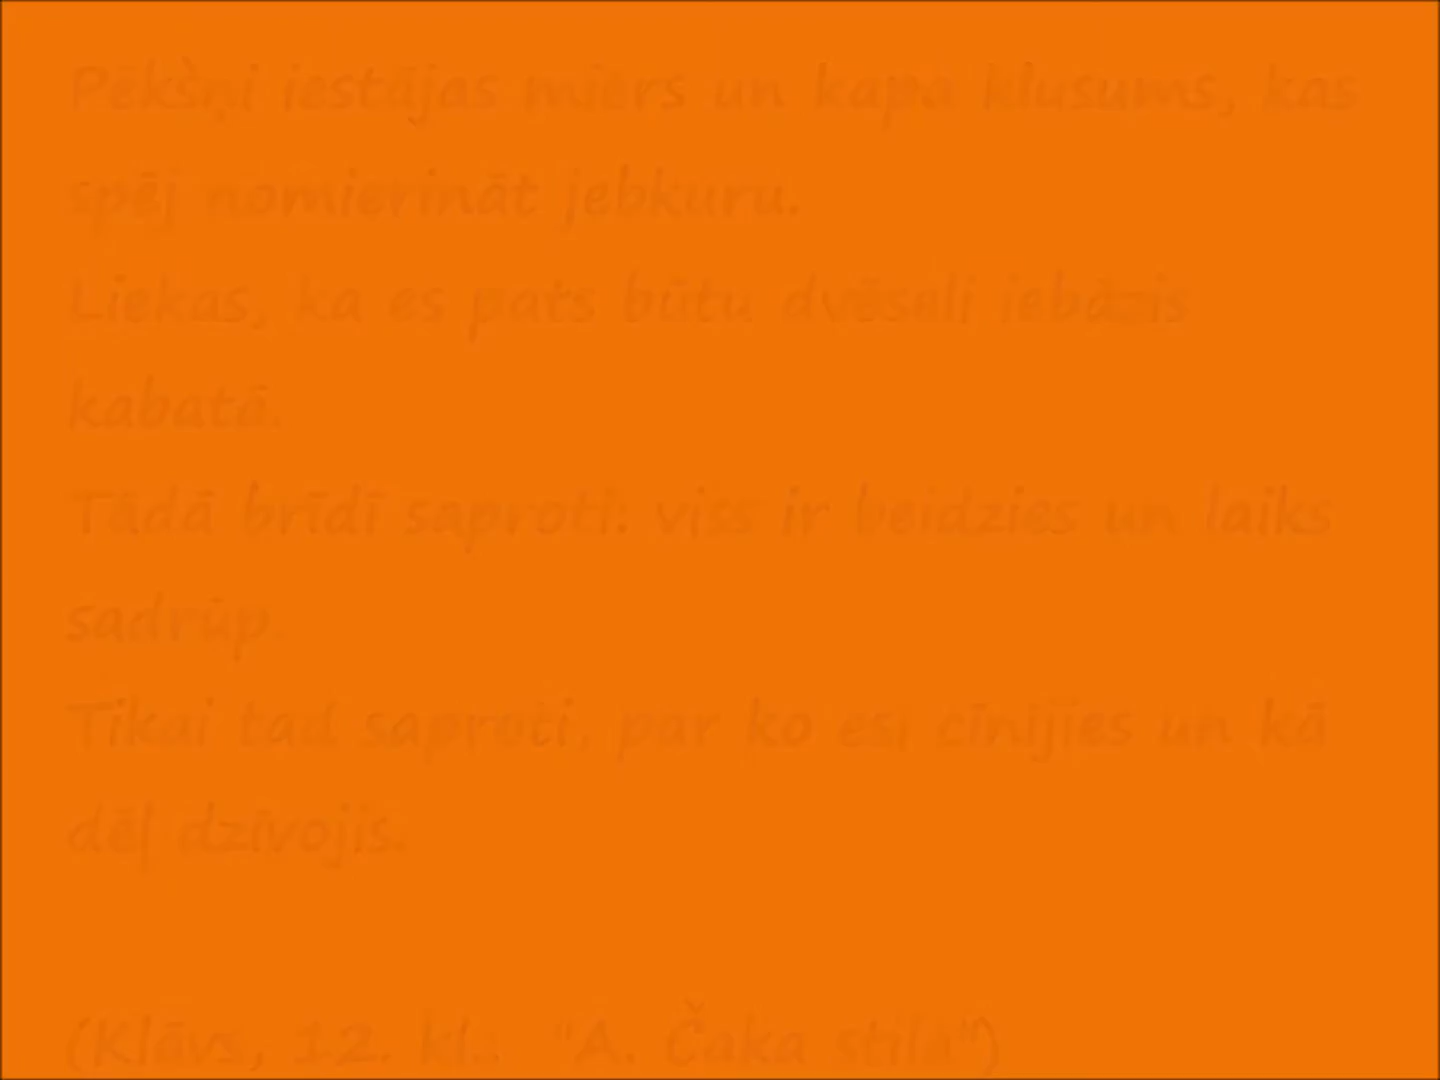 Pēkšņi iestājas miers un kapa klusums, kas
spēj nomierināt jebkuru.
Liekas, ka es pats būtu dvēseli iebāzis
kabatā.
Tādā brīdī saproti: viss ir beidzies un laiks
sadrūp.
Tikai tad saproti, par ko esi cīnījies un kā
dēļ dzīvojis.
(Klāvs, 12. kl., "A. Čaka stilā")